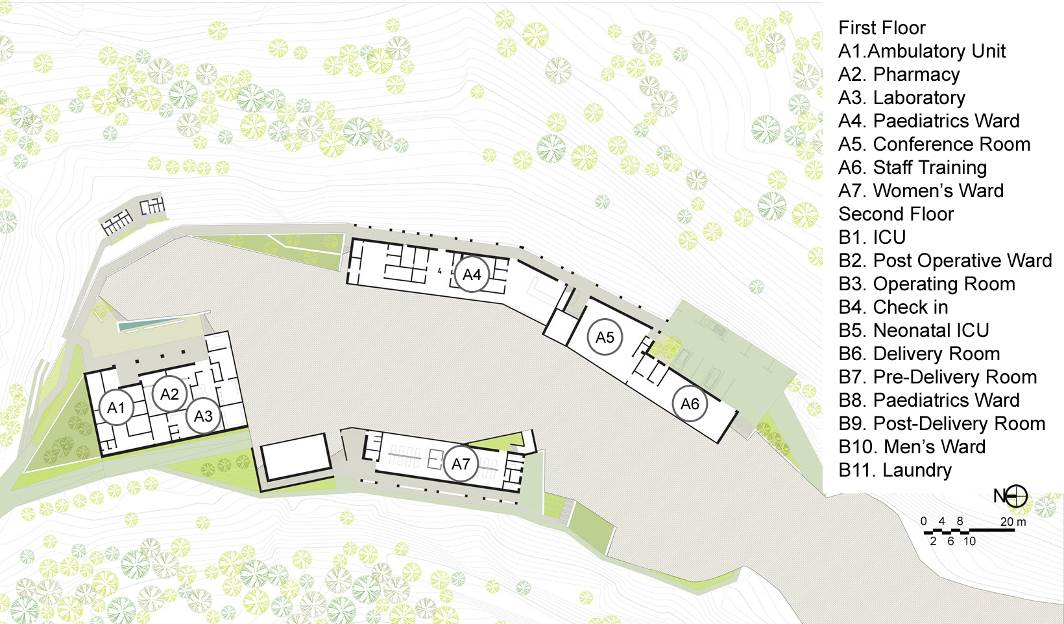 First Floor
A1.Ambulatory Unit
A2. Pharmacy
A3. Laboratory
A4. Paediatrics Ward
A5. Conference Room
A6. Staff Training
A7. Women's Ward
Second Floor
B1. ICU
B2. Post Operative Ward
B3. Operating Room
B4. Check in
B5. Neonatal ICU
B6. Delivery Room
B7. Pre-Delivery Room
B8. Paediatrics Ward
B9. Post-Delivery Room
B10. Men's Ward
B11. Laundry
A4
A5
A6
A1
A2
A3
A7
N
0 4 8 20 m
2 6 10